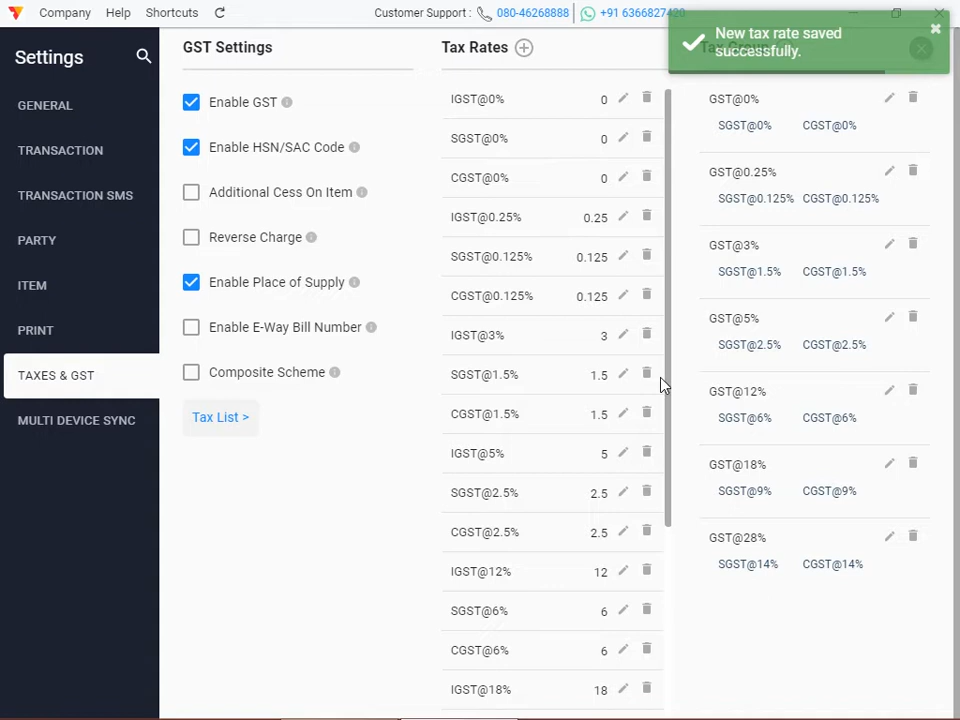 Company Help Shortcuts Customer Support : 080-46268888 +91 6366827420
Settings
GENERAL
TRANSACTION
TRANSACTION SMS
PARTY
ITEM
PRINT
TAXES & GST
MULTI DEVICE SYNC
GST Settings
Enable GST
Enable HSN/SAC Code
Additional Cess On Item
Reverse Charge
Enable Place of Supply
Enable E-Way Bill Number
Composite Scheme
Tax List >
Tax Rates
IGST@0% 0
SGST@0% 0
CGST@0% 0
IGST@0.25% 0.25
SGST@0.125% 0.125
CGST@0.125% 0.125
IGST@3% 3
SGST@1.5% 1.5
CGST@1.5% 1.5
IGST@5% 5
SGST@2.5% 2.5
CGST@2.5% 2.5
IGST@12% 12
SGST@6% 6
CGST@6% 6
IGST@18% 18
New tax rate saved
successfully.
Tax Group
GST@0%
SGST@0% CGST@0%
GST@0.25%
SGST@0.125% CGST@0.125%
GST@3%
SGST@1.5% CGST@1.5%
GST@5%
SGST@2.5% CGST@2.5%
GST@12%
SGST@6% CGST@6%
GST@18%
SGST@9% CGST@9%
GST@28%
SGST@14% CGST@14%